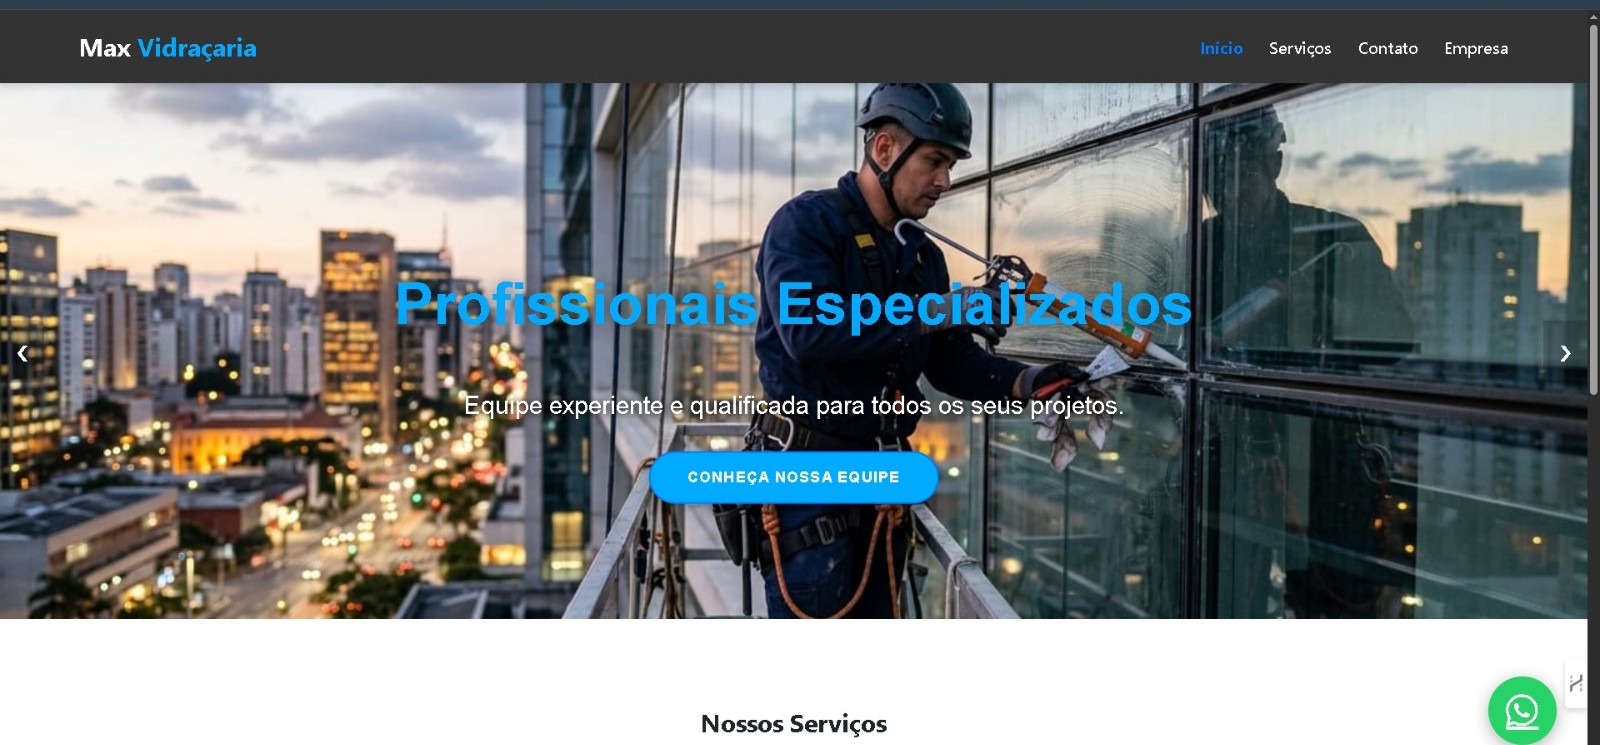 Max Vidraçaria
Início Serviços Contato Empresa
Profissionais Especializados
Equipe experiente e qualificada para todos os seus projetos.
CONHEÇA NOSSA EQUIPE
Nossos Serviços